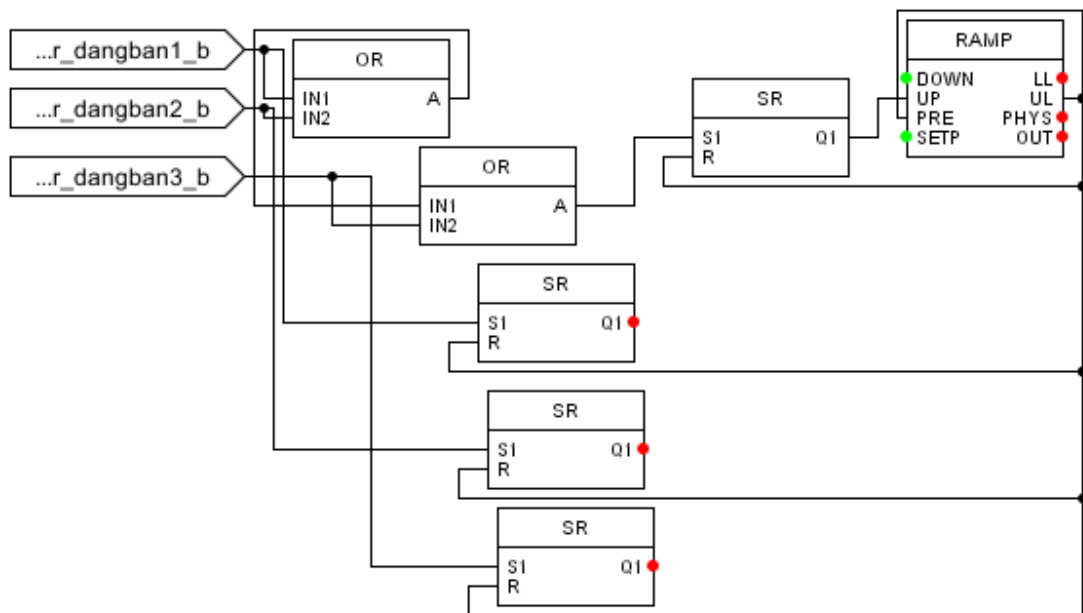 ...r_dangban1_b
...r_dangban2_b
...r_dangban3_b
OR
IN1 A
IN2
OR
IN1 A
IN2
SR
S1 Q1
R
RAMP
DOWN LL
UP UL
PRE PHYS
SETP OUT
SR
S1 Q1
R
SR
S1 Q1
R
SR
S1 Q1
R